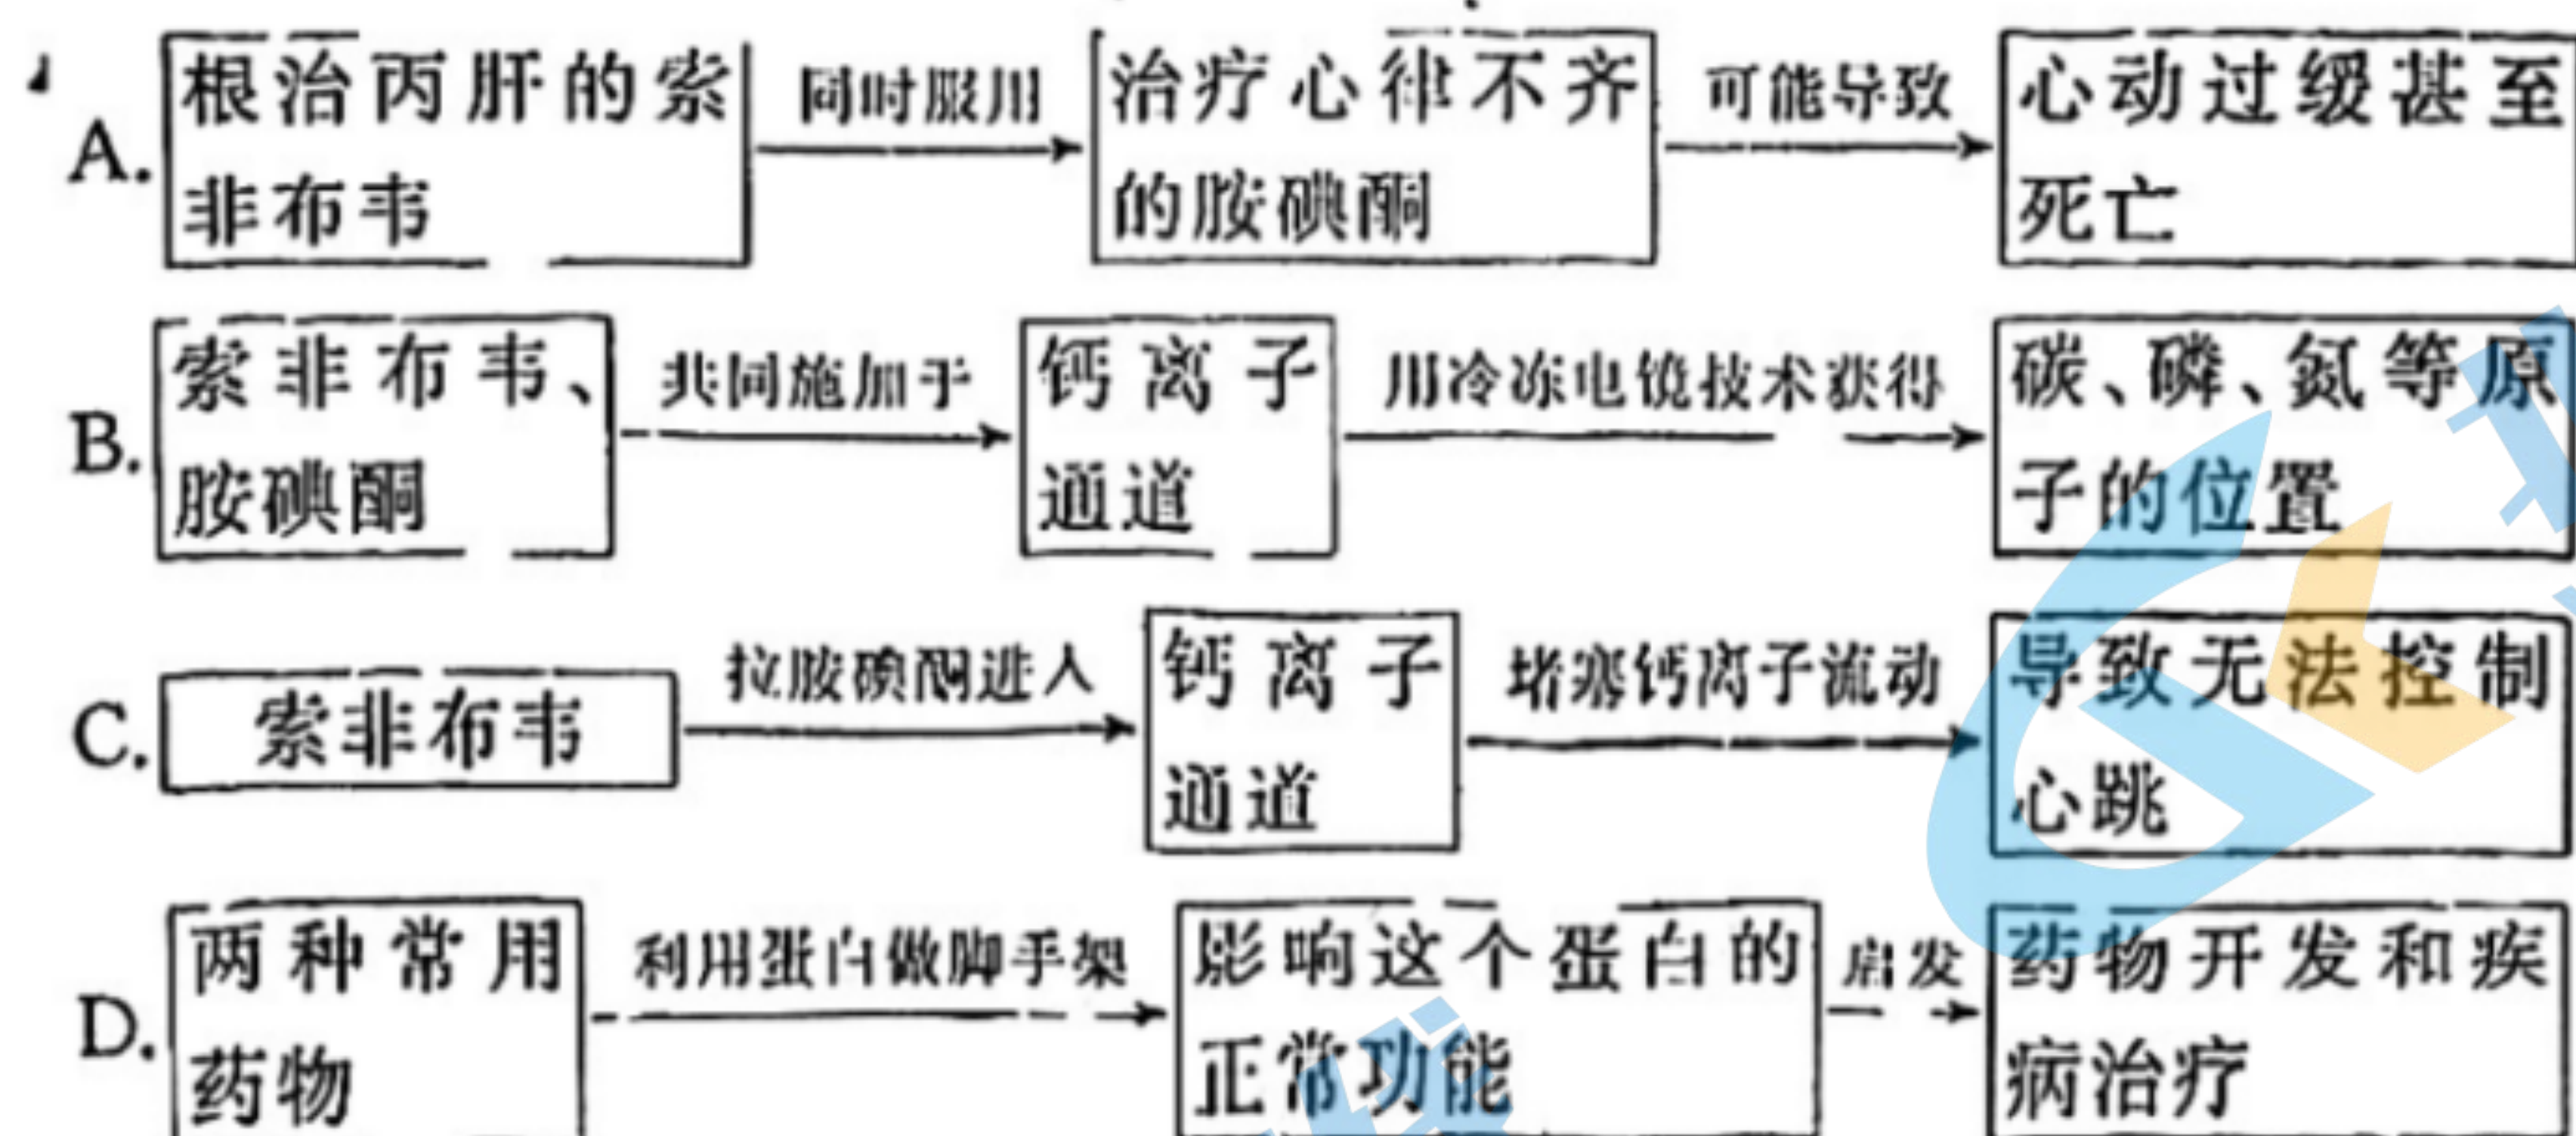 A. 根治丙肝的索 同时服用 治疗心律不齐 可能导致 心动过缓甚至
非布韦 的胺碘酮 死亡
B. 索非布韦、 共同施加于 钙离子 用冷冻电镜技术获得 碳、磷、氮等原
胺碘酮 通道 子的位置
C. 索非布韦 拉胺碘酮进入 钙离子 堵塞钙离子流动 导致无法控制
通道 心跳
D. 两种常用 利用蛋白做脚手架 影响这个蛋白的 启发 药物开发和疾
药物 正常功能 病治疗